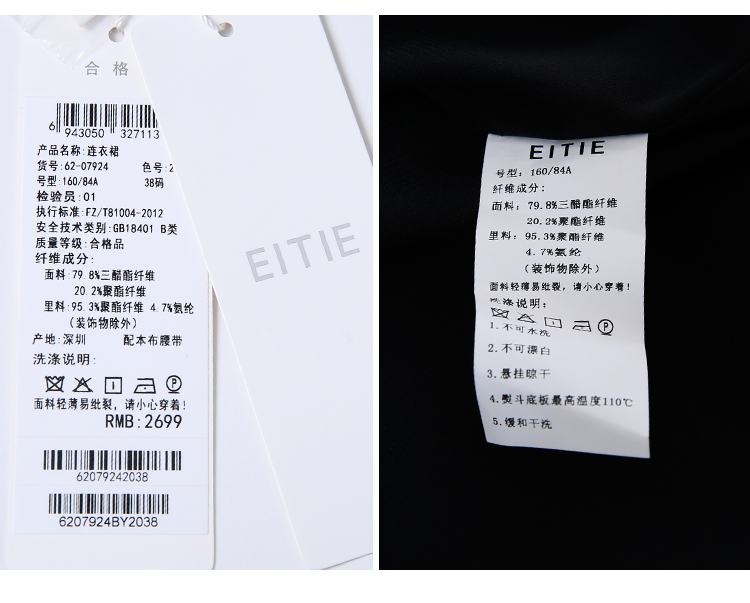 合格
6 943050 327113
产品名称:连衣裙
货号:62-07924 色号:2
号型:160/84A 38码
检验员:01
执行标准:FZ/T81004-2012
安全技术类别:GB18401 B类
质量等级:合格品
纤维成分:
面料:79.8%三醋酯纤维
20.2%聚酯纤维
里料:95.3%聚酯纤维 4.7%氨纶
(装饰物除外)
产地:深圳 配本布腰带
洗涤说明:
P
面料轻薄易纰裂,请小心穿着!
RMB:2699
62079242038
6207924BY2038
EITIE
EITIE
号型:160/84A
纤维成分:
面料:79.8%三醋酯纤维
20.2%聚酯纤维
里料:95.3%聚酯纤维
4.7%氨纶
(装饰物除外)
面料轻薄易纰裂,请小心穿着!
洗涤说明:
P
1.不可水洗
2.不可漂白
3.悬挂晾干
4.熨斗底板最高温度110℃
5.缓和干洗